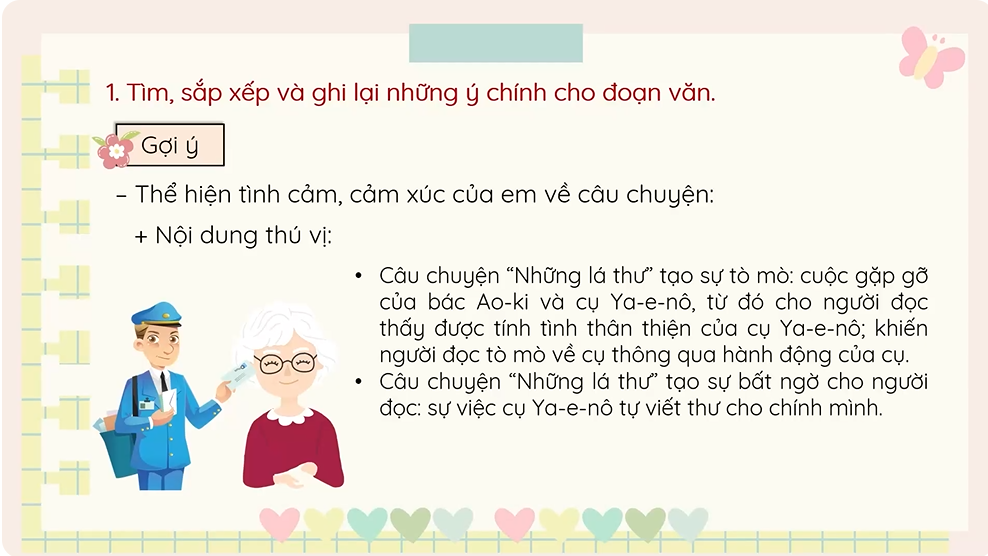 1. Tìm, sắp xếp và ghi lại những ý chính cho đoạn văn.
Gợi ý
– Thể hiện tình cảm, cảm xúc của em về câu chuyện:
+ Nội dung thú vị:
• Câu chuyện “Những lá thư” tạo sự tò mò: cuộc gặp gỡ
của bác Ao-ki và cụ Ya-e-nô, từ đó cho người đọc
thấy được tính tình thân thiện của cụ Ya-e-nô; khiến
người đọc tò mò về cụ thông qua hành động của cụ.
• Câu chuyện “Những lá thư” tạo sự bất ngờ cho người
đọc: sự việc cụ Ya-e-nô tự viết thư cho chính mình.